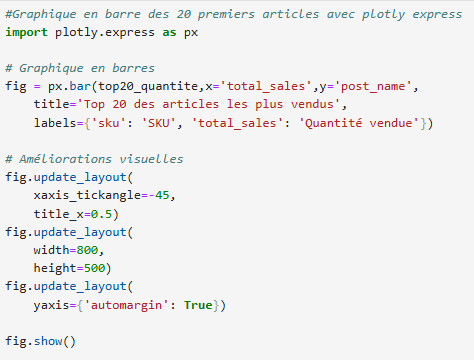 #Graphique en barre des 20 premiers articles avec plotly express
import plotly.express as px

# Graphique en barres
fig = px.bar(top20_quantite,x='total_sales',y='post_name',
    title='Top 20 des articles les plus vendus',
    labels={'sku': 'SKU', 'total_sales': 'Quantité vendue'})

# Améliorations visuelles
fig.update_layout(
    xaxis_tickangle=-45,
    title_x=0.5)
fig.update_layout(
    width=800,
    height=500)
fig.update_layout(
    yaxis={'automargin': True})

fig.show()